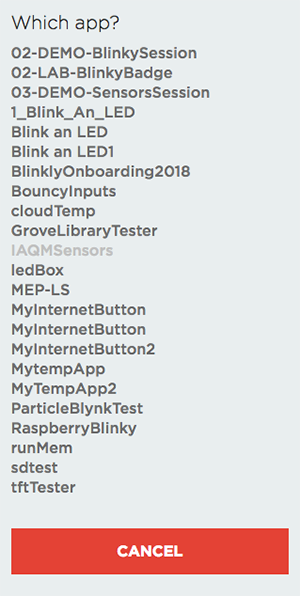 Which app?
02-DEMO-BlinkySession
02-LAB-BlinkyBadge
03-DEMO-SensorsSession
1_Blink_An_LED
Blink an LED
Blink an LED1
BlinklyOnboarding2018
BouncyInputs
cloudTemp
GroveLibraryTester
IAQMSensors
ledBox
MEP-LS
MyInternetButton
MyInternetButton
MyInternetButton2
MytempApp
MyTempApp2
ParticleBlynkTest
RaspberryBlinky
runMem
sdtest
tftTester
CANCEL